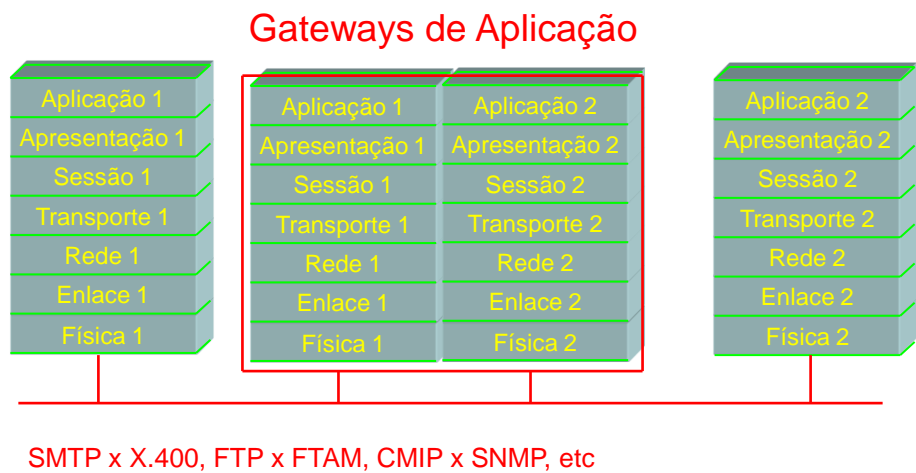 Gateways de Aplicação
Aplicação 1
Apresentação 1
Sessão 1
Transporte 1
Rede 1
Enlace 1
Física 1
Aplicação 1
Apresentação 1
Sessão 1
Transporte 1
Rede 1
Enlace 1
Física 1
Aplicação 2
Apresentação 2
Sessão 2
Transporte 2
Rede 2
Enlace 2
Física 2
Aplicação 2
Apresentação 2
Sessão 2
Transporte 2
Rede 2
Enlace 2
Física 2
SMTP x X.400, FTP x FTAM, CMIP x SNMP, etc